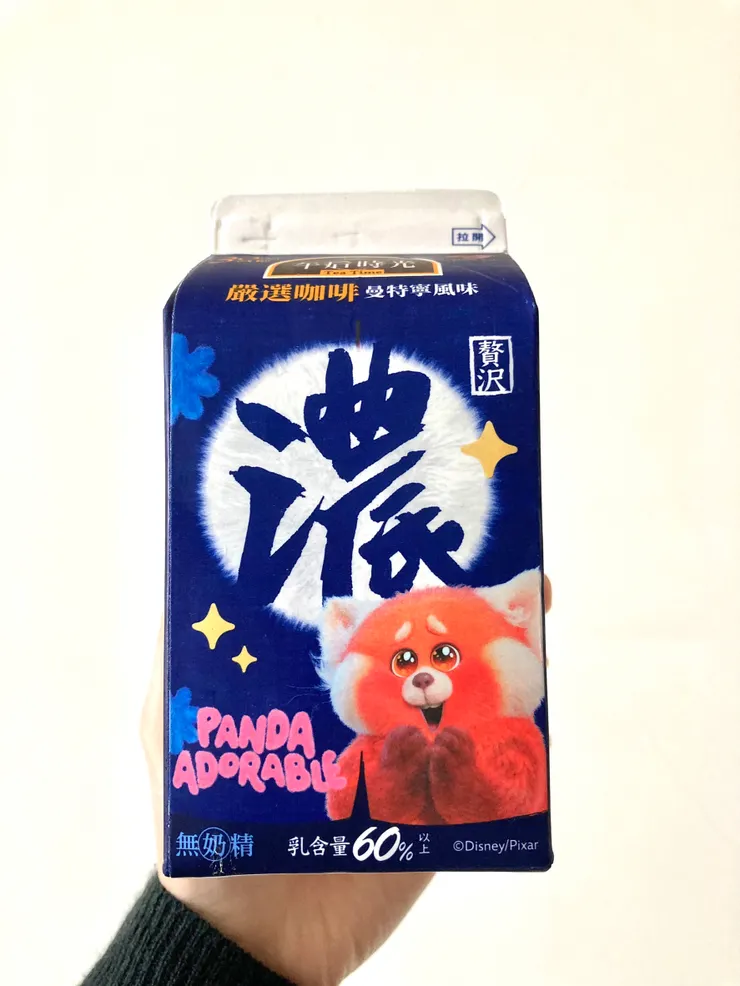 拉開
午后時光
Tea Time
嚴選咖啡 曼特寧風味
贅沢
濃
PANDA
ADORABLE
無奶精 乳含量60%以上 ©Disney/Pixar